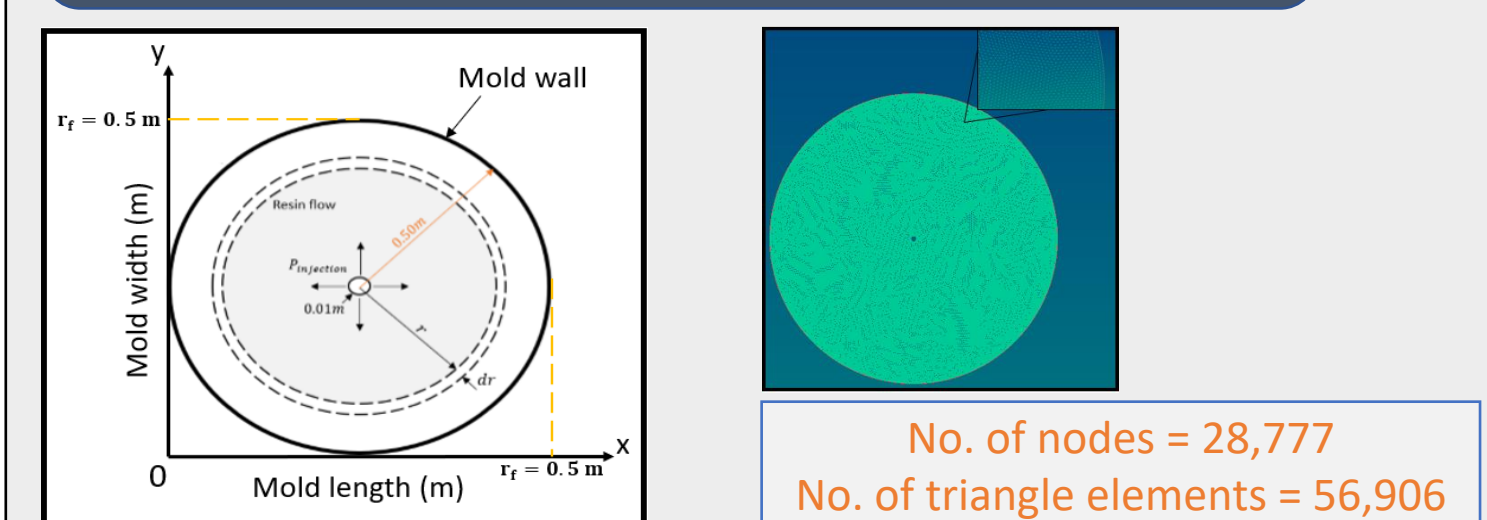 y
Mold wall
r_f = 0.5 m
Mold width (m)
Resin flow
0.50m
P_injection
0.01m
r
dr
x
0
r_f = 0.5 m
Mold length (m)
No. of nodes = 28,777
No. of triangle elements = 56,906